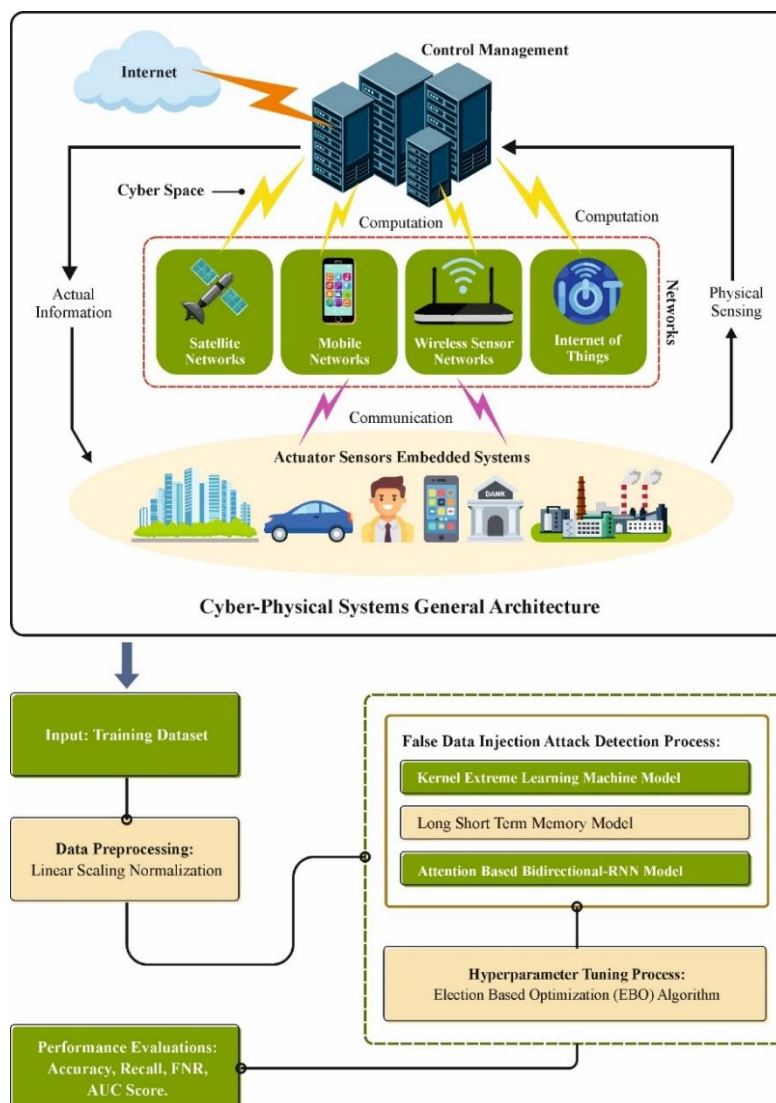 Control Management
Internet
Cyber Space
Computation
Computation
Satellite
Networks
Mobile
Networks
Wireless Sensor
Networks
IOT
Internet of
Things
Networks
Actual
Information
Physical
Sensing
Communication
Actuator Sensors Embedded Systems
BANK
Cyber-Physical Systems General Architecture
Input: Training Dataset
Data Preprocessing:
Linear Scaling Normalization
False Data Injection Attack Detection Process:
Kernel Extreme Learning Machine Model
Long Short Term Memory Model
Attention Based Bidirectional-RNN Model
Hyperparameter Tuning Process:
Election Based Optimization (EBO) Algorithm
Performance Evaluations:
Accuracy, Recall, FNR,
AUC Score.